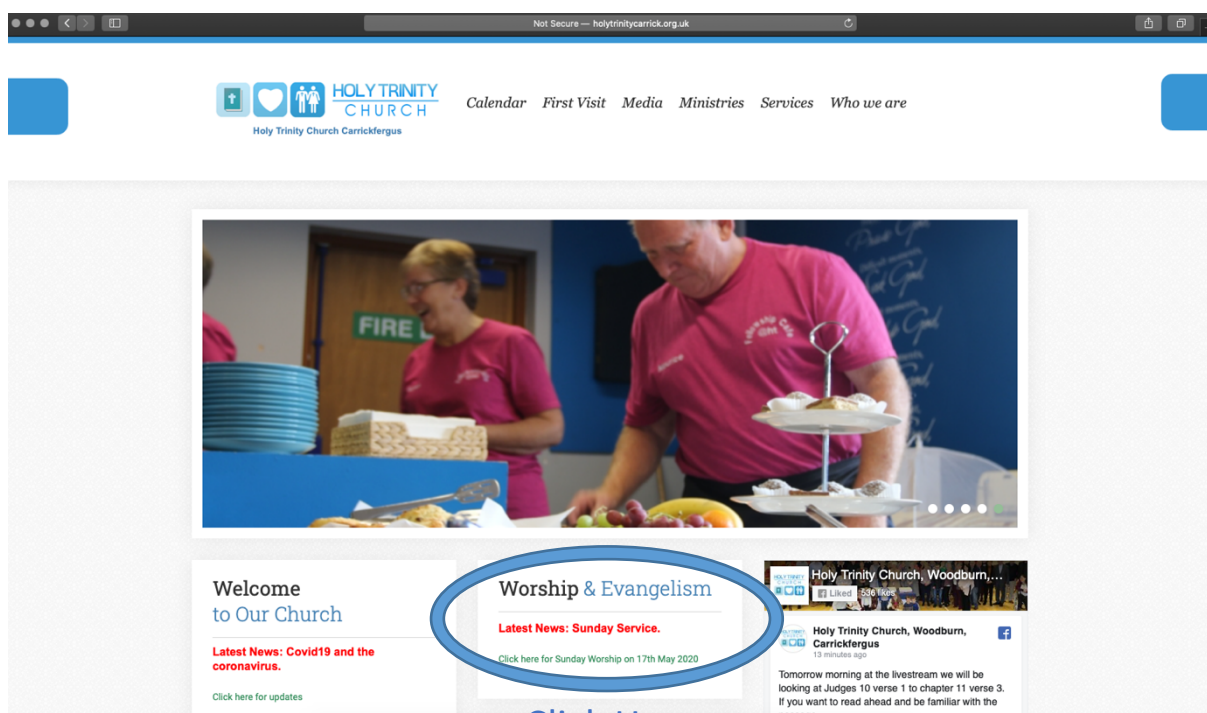 Not Secure — holytrinitycarrick.org.uk
HOLY TRINITY
CHURCH
Holy Trinity Church Carrickfergus
Calendar First Visit Media Ministries Services Who we are
FIRE
Fellowship Cafe
Welcome
to Our Church
Latest News: Covid19 and the
coronavirus.
Click here for updates
Worship & Evangelism
Latest News: Sunday Service.
Click here for Sunday Worship on 17th May 2020
Holy Trinity Church, Woodburn,...
Liked 536 likes
Holy Trinity Church, Woodburn,
Carrickfergus
13 minutes ago
Tomorrow morning at the livestream we will be
looking at Judges 10 verse 1 to chapter 11 verse 3.
If you want to read ahead and be familiar with the